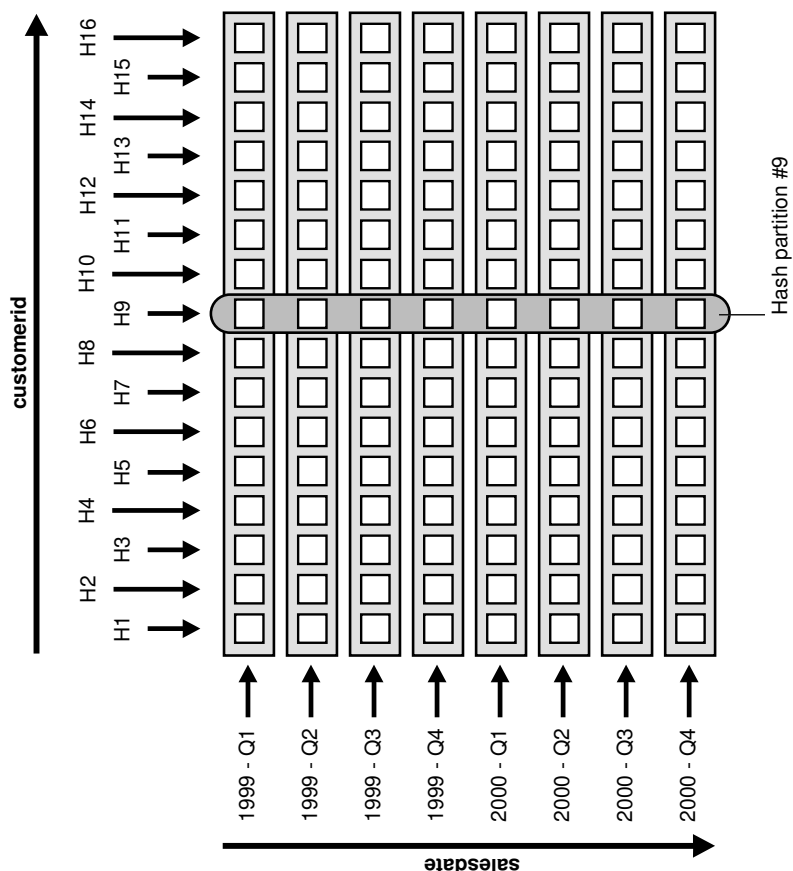 customerid
H1
H2
H3
H4
H5
H6
H7
H8
H9
H10
H11
H12
H13
H14
H15
H16
salesdate
1999 - Q1
1999 - Q2
1999 - Q3
1999 - Q4
2000 - Q1
2000 - Q2
2000 - Q3
2000 - Q4
Hash partition #9